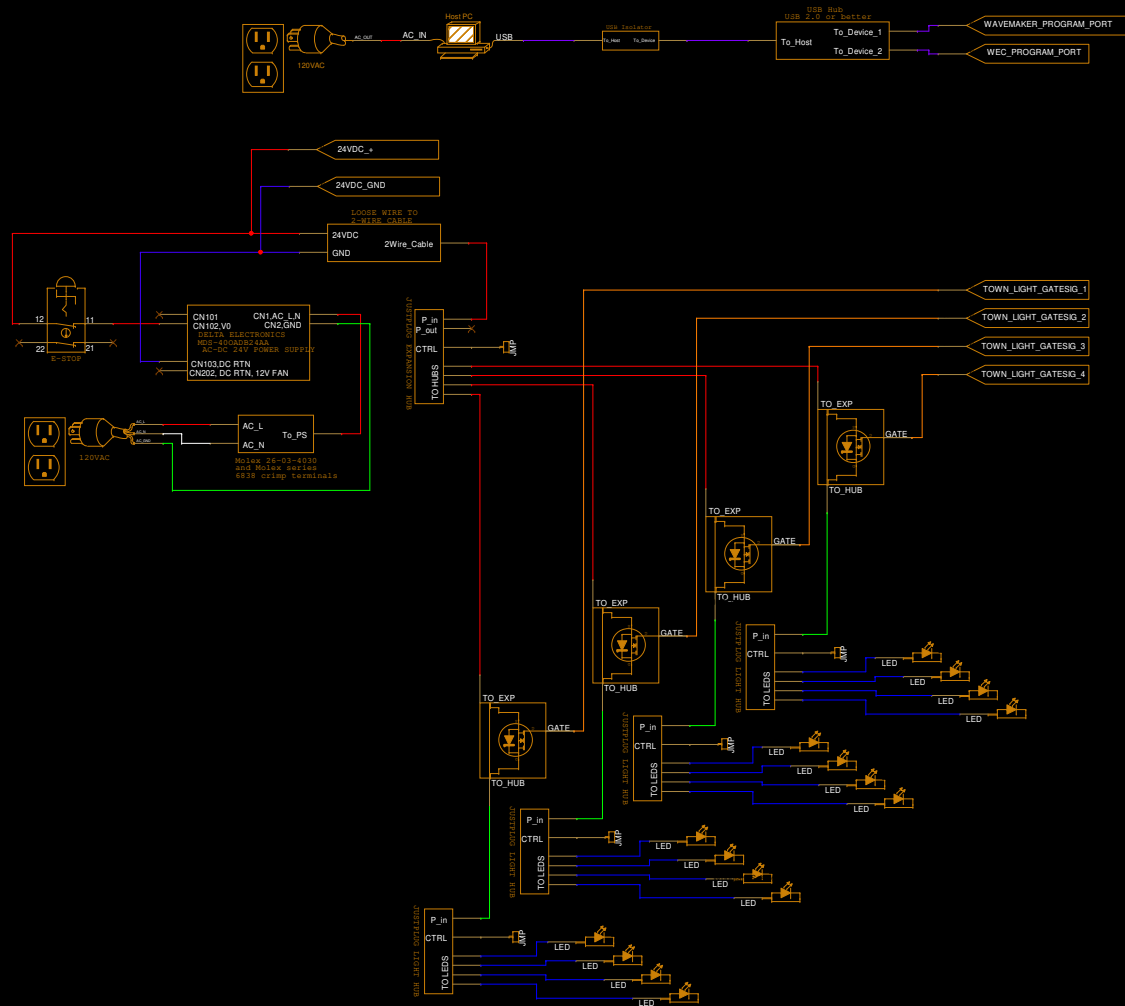 Host PC
AC_OUT
AC_IN
USB
120VAC
USB Isolator
To_Host
To_Device
USB Hub
USB 2.0 or better
To_Host
To_Device_1
To_Device_2
WAVEMAKER_PROGRAM_PORT
WEC_PROGRAM_PORT
24VDC_+
24VDC_GND
LOOSE WIRE TO
2-WIRE CABLE
24VDC
GND
2Wire_Cable
12
11
22
21
E-STOP
CN101
CN102,V0
CN1,AC_L,N
CN2,GND
DELTA ELECTRONICS
MDS-400ADB24AA
AC-DC 24V POWER SUPPLY
CN103,DC RTN
CN202, DC RTN, 12V FAN
JUSTPLUG EXPANSION HUB
P_in
P_out
CTRL
JMP
TO HUBS
TOWN_LIGHT_GATESIG_1
TOWN_LIGHT_GATESIG_2
TOWN_LIGHT_GATESIG_3
TOWN_LIGHT_GATESIG_4
120VAC
AC_L
AC_N
AC_GND
AC_L
AC_N
To_PS
Molex 26-03-4030
and Molex series
6838 crimp terminals
TO_EXP
GATE
TO_HUB
TO_EXP
GATE
TO_HUB
TO_EXP
GATE
TO_HUB
TO_EXP
GATE
TO_HUB
JUSTPLUG LIGHT HUB
P_in
CTRL
JMP
TO LEDS
LED
LED
LED
LED
JUSTPLUG LIGHT HUB
P_in
CTRL
JMP
TO LEDS
LED
LED
LED
LED
JUSTPLUG LIGHT HUB
P_in
CTRL
JMP
TO LEDS
LED
LED
LED
LED
JUSTPLUG LIGHT HUB
P_in
CTRL
JMP
TO LEDS
LED
LED
LED
LED